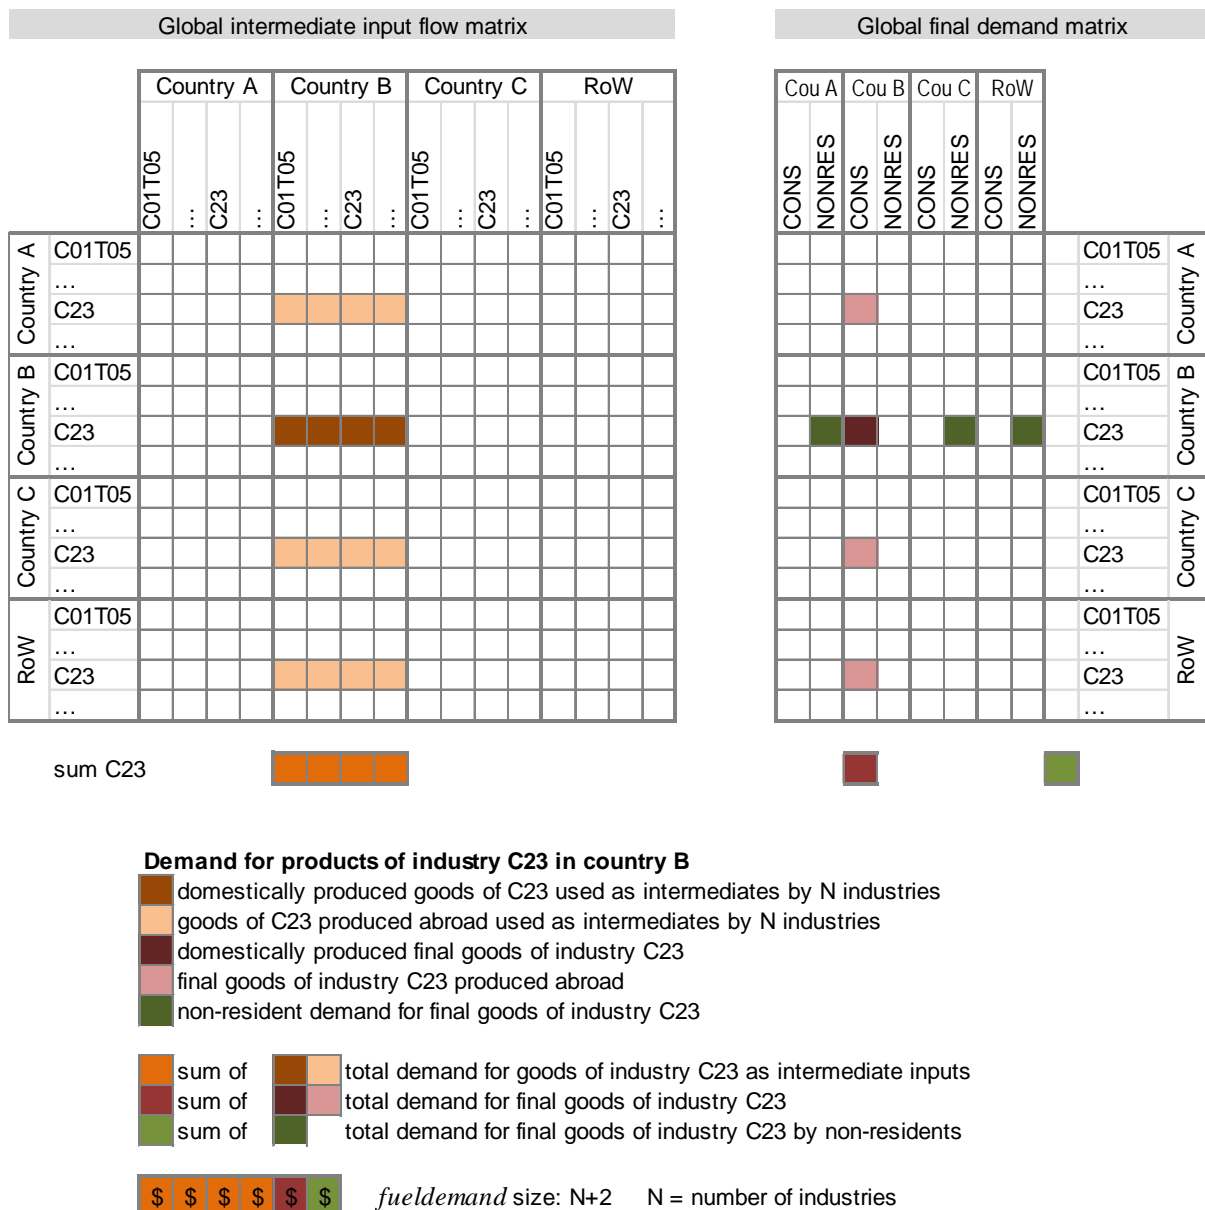 Global intermediate input flow matrix
Global final demand matrix
Country A Country B Country C RoW
Cou A Cou B Cou C RoW
C01T05 … C23 … C01T05 … C23 … C01T05 … C23 … C01T05 … C23 …
CONS NONRES CONS NONRES CONS NONRES CONS NONRES
Country A
C01T05
…
C23
…
Country B
C01T05
…
C23
…
Country C
C01T05
…
C23
…
RoW
C01T05
…
C23
…
C01T05
…
C23
…
Country A
C01T05
…
C23
…
Country B
C01T05
…
C23
…
Country C
C01T05
…
C23
…
RoW
sum C23
Demand for products of industry C23 in country B
domestically produced goods of C23 used as intermediates by N industries
goods of C23 produced abroad used as intermediates by N industries
domestically produced final goods of industry C23
final goods of industry C23 produced abroad
non-resident demand for final goods of industry C23
sum of total demand for goods of industry C23 as intermediate inputs
sum of total demand for final goods of industry C23
sum of total demand for final goods of industry C23 by non-residents
$ $ $ $ $ $ fueldemand size: N+2 N = number of industries